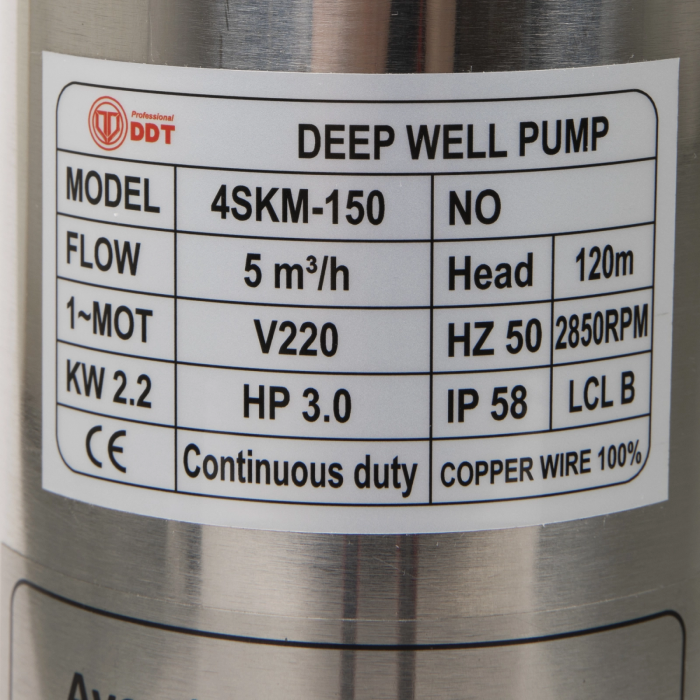 Professional
DDT
DEEP WELL PUMP
MODEL 4SKM-150 NO
FLOW 5 m³/h Head 120m
1~MOT V220 HZ 50 2850RPM
KW 2.2 HP 3.0 IP 58 LCL B
CE Continuous duty COPPER WIRE 100%